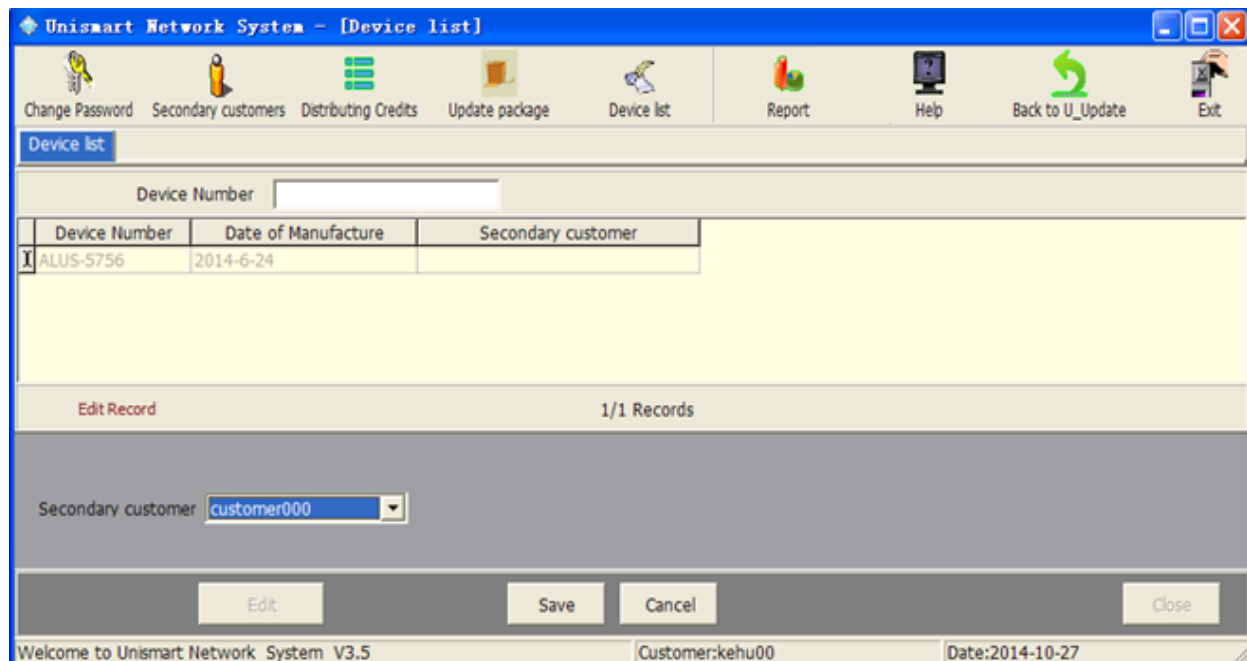 Unismart Network System - [Device list]
Change Password Secondary customers Distributing Credits Update package Device list Report Help Back to U_Update Exit
Device list
Device Number
Device Number Date of Manufacture Secondary customer
ALUS-5756 2014-6-24
Edit Record 1/1 Records
Secondary customer customer000
Edit Save Cancel Close
Welcome to Unismart Network System V3.5 Customer:kehu00 Date:2014-10-27